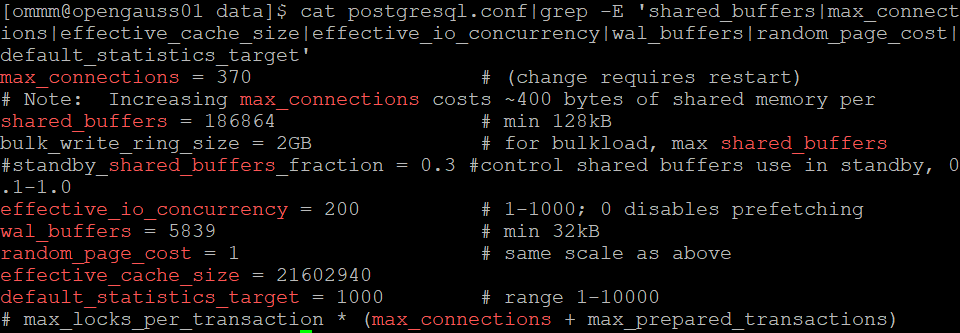 [ommm@opengauss01 data]$ cat postgresql.conf|grep -E 'shared_buffers|max_connect
ions|effective_cache_size|effective_io_concurrency|wal_buffers|random_page_cost|
default_statistics_target'
max_connections = 370                   # (change requires restart)
# Note:  Increasing max_connections costs ~400 bytes of shared memory per
shared_buffers = 186864                 # min 128kB
bulk_write_ring_size = 2GB              # for bulkload, max shared_buffers
#standby_shared_buffers_fraction = 0.3 #control shared buffers use in standby, 0
.1-1.0
effective_io_concurrency = 200          # 1-1000; 0 disables prefetching
wal_buffers = 5839                      # min 32kB
random_page_cost = 1                    # same scale as above
effective_cache_size = 21602940
default_statistics_target = 1000        # range 1-10000
# max_locks_per_transaction * (max_connections + max_prepared_transactions)